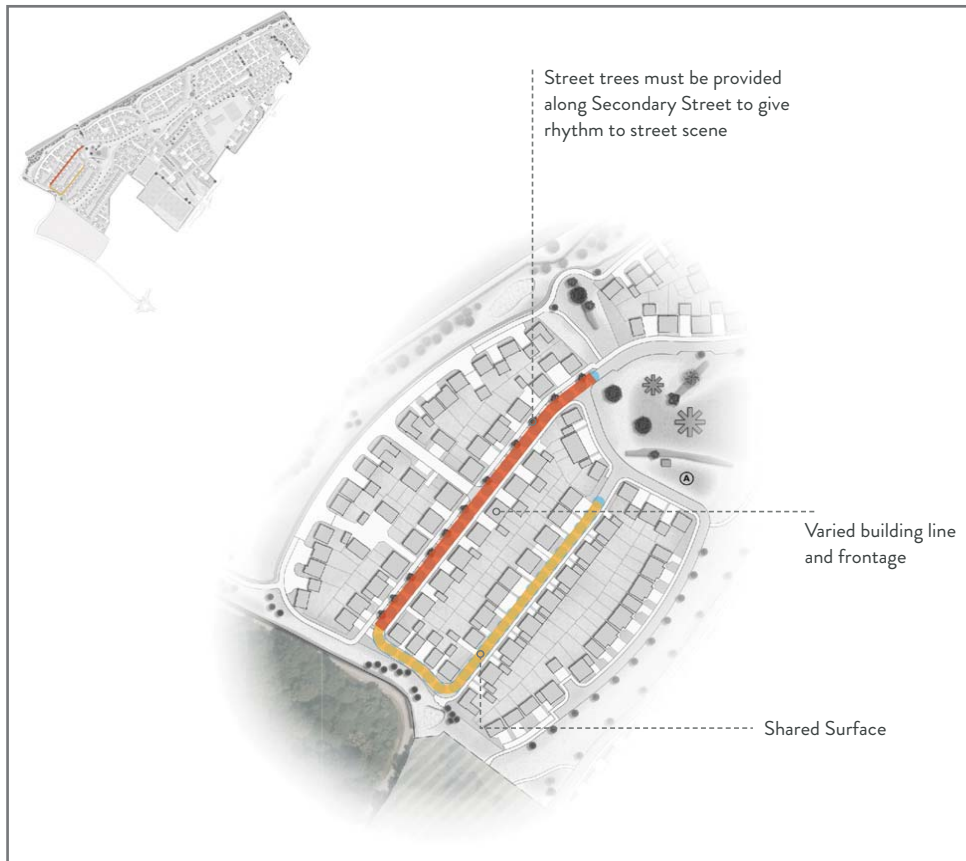 Street trees must be provided
along Secondary Street to give
rhythm to street scene
A
Varied building line
and frontage
Shared Surface